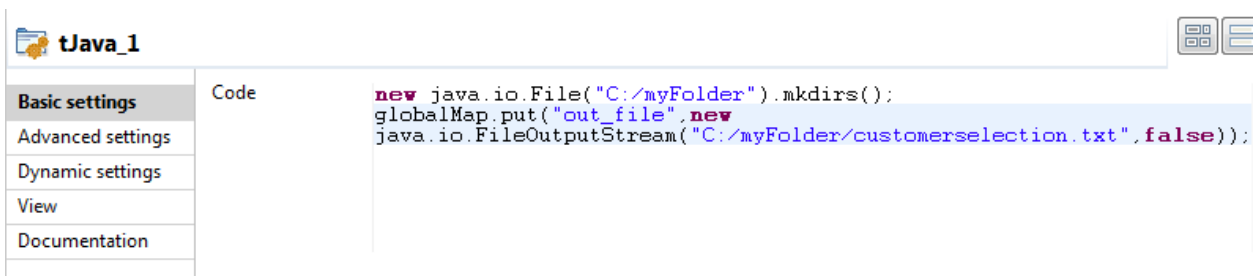 tJava_1
Basic settings
Advanced settings
Dynamic settings
View
Documentation
Code
new java.io.File("C:/myFolder").mkdirs();
globalMap.put("out_file",new
java.io.FileOutputStream("C:/myFolder/customerselection.txt",false));